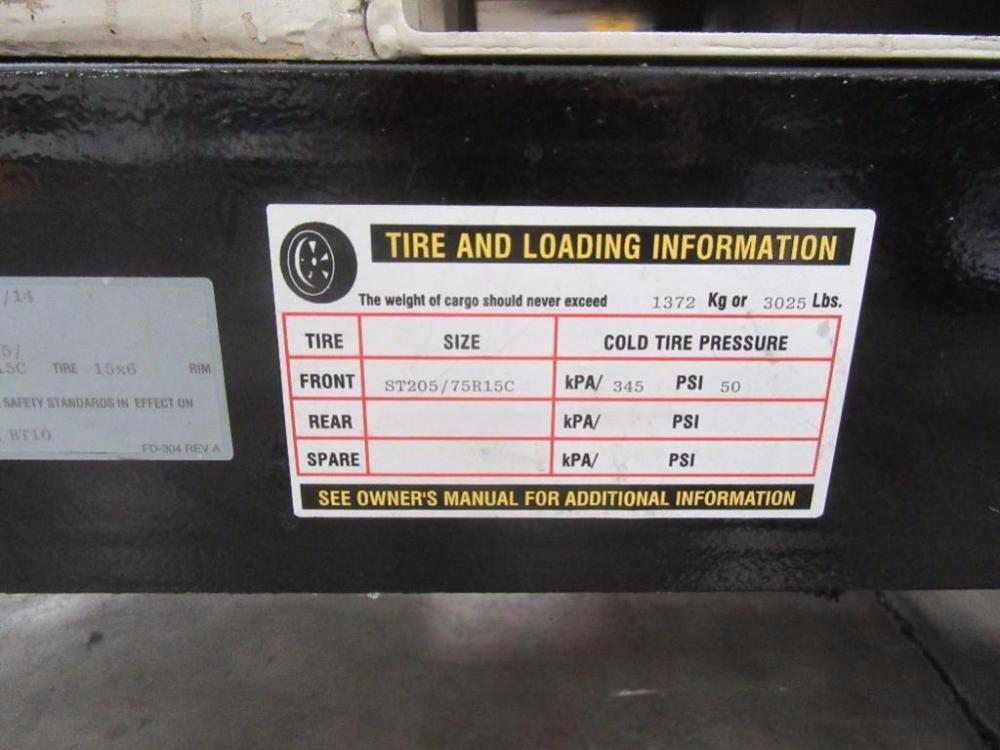 TIRE AND LOADING INFORMATION
The weight of cargo should never exceed 1372 Kg or 3025 Lbs.
TIRE SIZE COLD TIRE PRESSURE
FRONT ST205/75R15C kPA/ 345 PSI 50
REAR kPA/ PSI
SPARE kPA/ PSI
SEE OWNER'S MANUAL FOR ADDITIONAL INFORMATION
/14
5/
15C TIRE 15x6 RIM
SAFETY STANDARDS IN EFFECT ON
RT10
FD-304 REV A